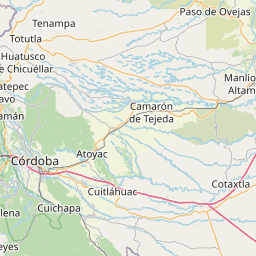 Paso de Ovejas
Tenampa
Totutla
Huatusco
de Chicuéllar
Manlio
Altam
atepec
avo
Camarón
de Tejeda
amán
Atoyac
Córdoba
Cuitláhuac
Cotaxtla
Cuichapa
lena
eyes